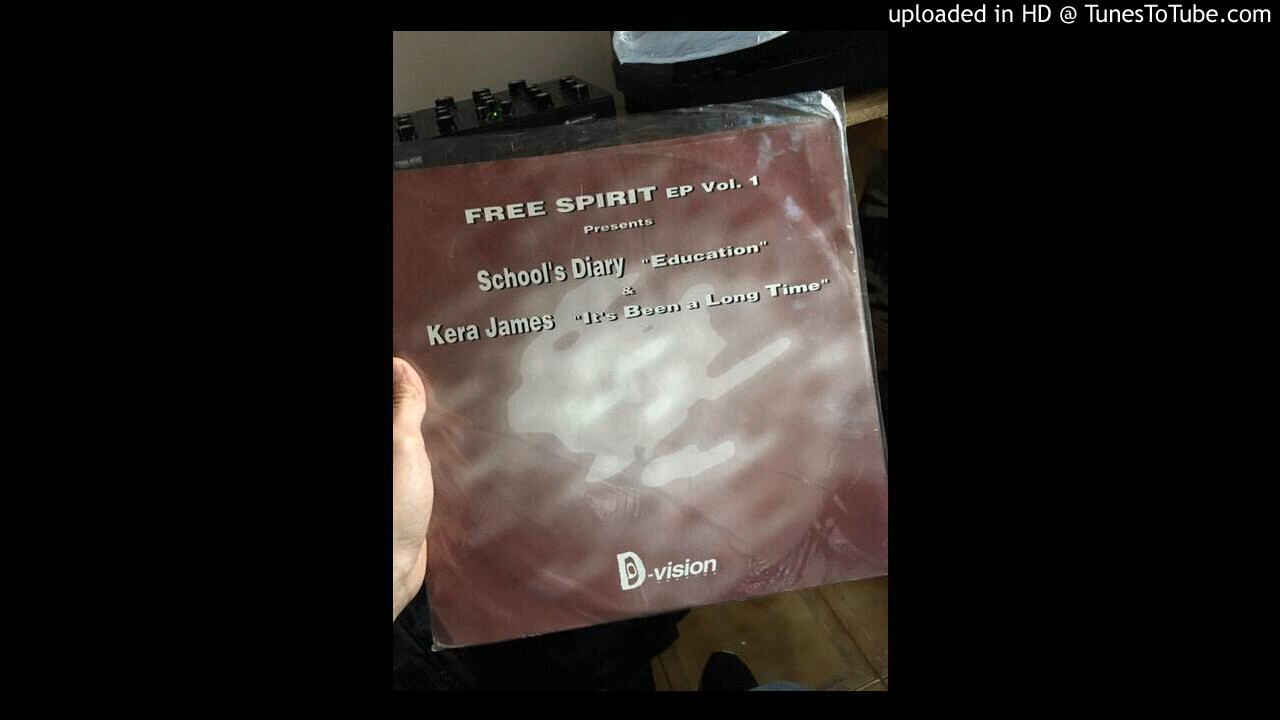 uploaded in HD @ TunesToTube.com
FREE SPIRIT EP Vol. 1
Presents
School's Diary "Education"
&
Kera James "It's Been a Long Time"
D-vision